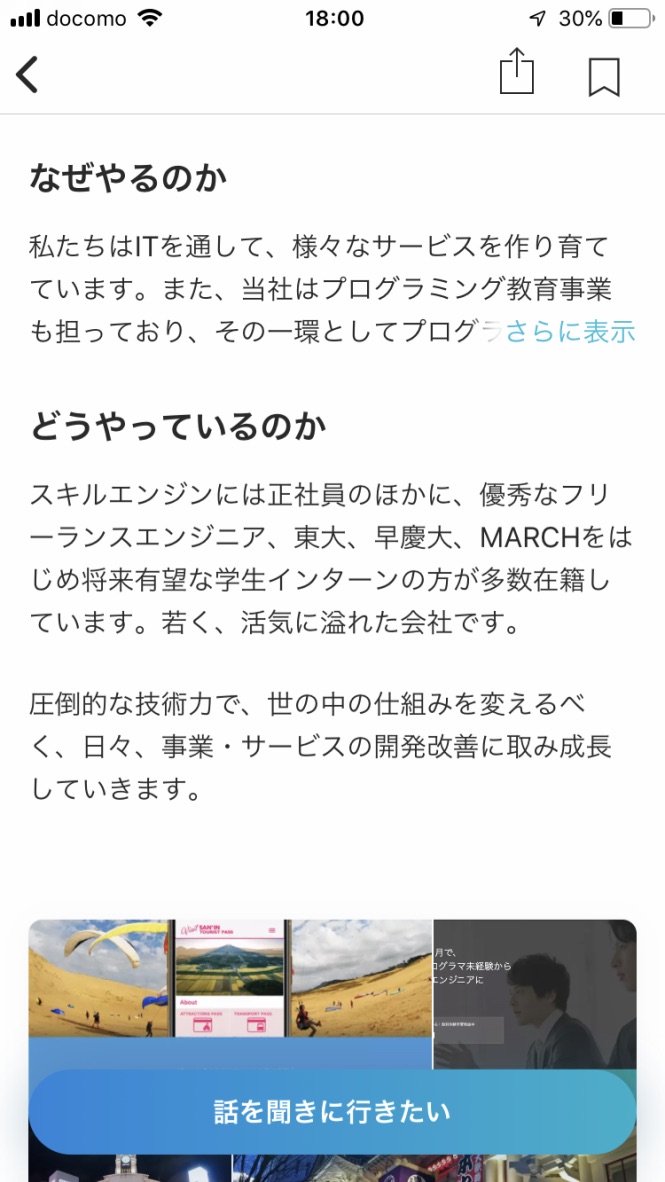 docomo 18:00 30%
なぜやるのか
私たちはITを通して、様々なサービスを作り育て
ています。また、当社はプログラミング教育事業
も担っており、その一環としてプログラさらに表示
どうやっているのか
スキルエンジンには正社員のほかに、優秀なフリ
ーランスエンジニア、東大、早慶大、MARCHをは
じめ将来有望な学生インターンの方が多数在籍し
ています。若く、活気に溢れた会社です。
圧倒的な技術力で、世の中の仕組みを変えるべ
く、日々、事業・サービスの開発改善に取み成長
していきます。
Visit SAN'IN
TOURIST PASS
About
ATTRACTIONS PASS TRANSPORT PASS
月で、
ログラマ未経験から
エンジニアに
話を聞きに行きたい